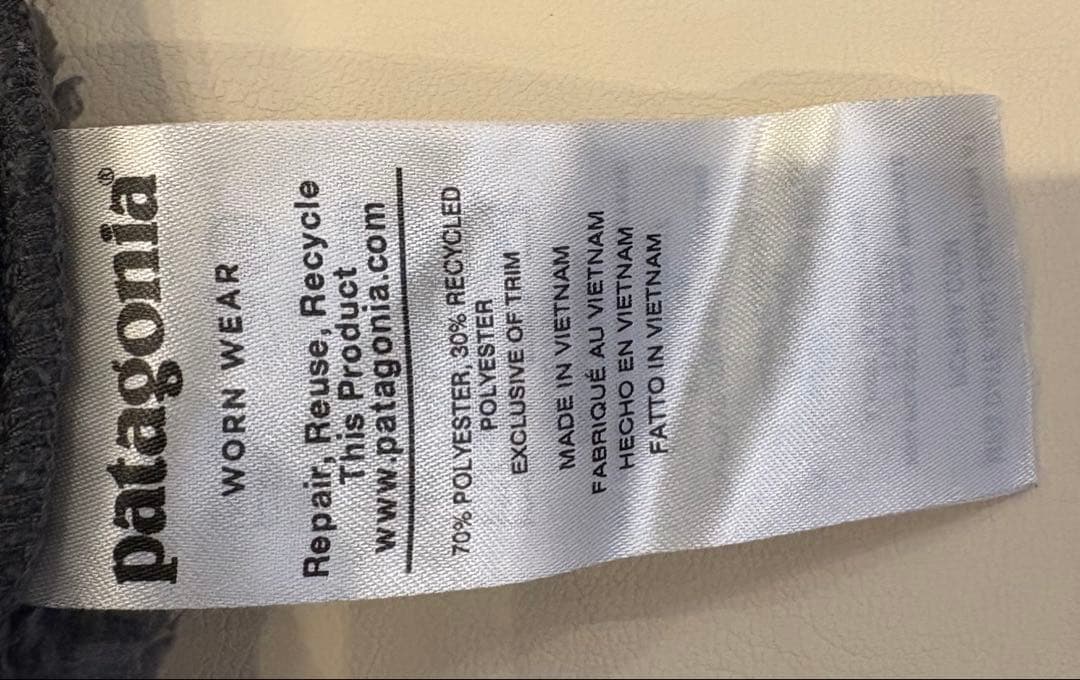 patagonia®
WORN WEAR
Repair, Reuse, Recycle
This Product
www.patagonia.com
70% POLYESTER, 30% RECYCLED
POLYESTER
EXCLUSIVE OF TRIM
MADE IN VIETNAM
FABRIQUÉ AU VIETNAM
HECHO EN VIETNAM
FATTO IN VIETNAM